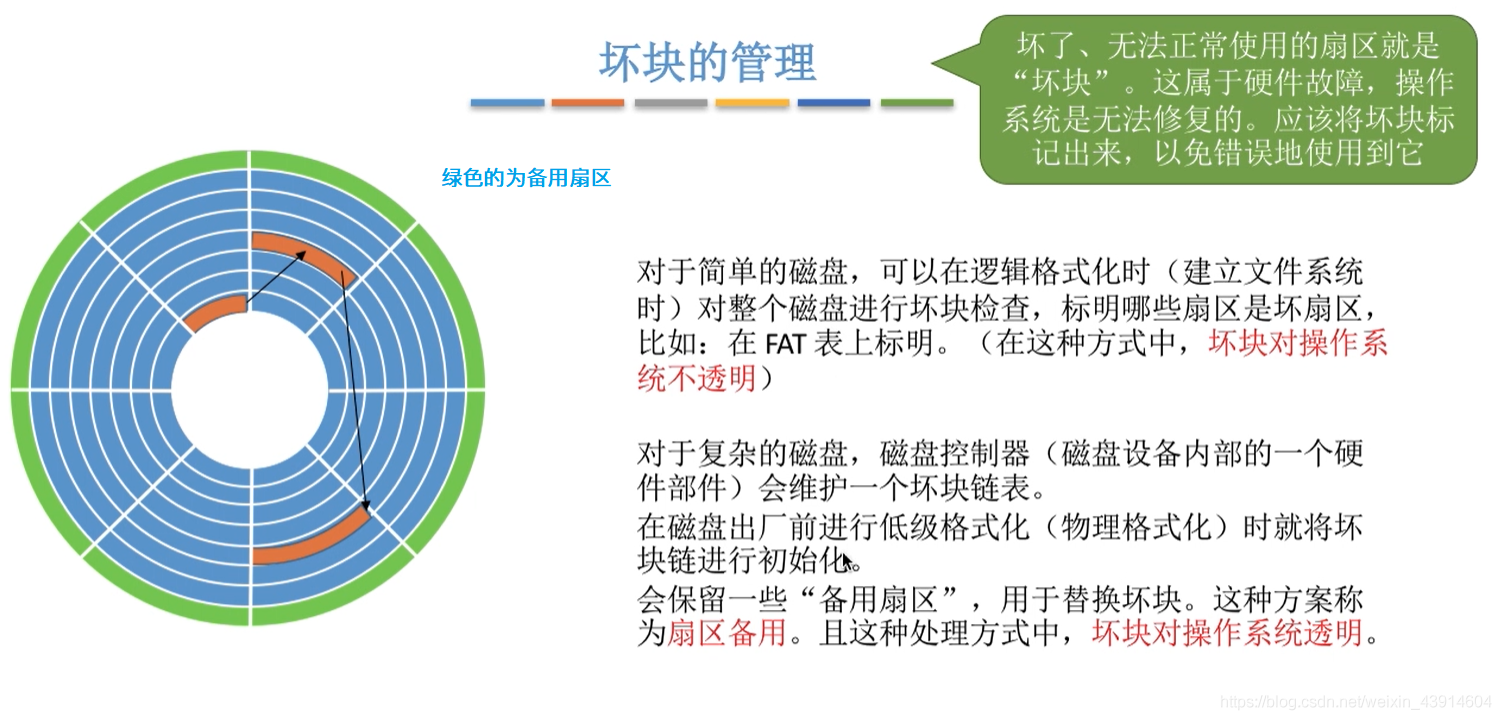 坏块的管理
坏了、无法正常使用的扇区就是
“坏块”。这属于硬件故障，操作
系统是无法修复的。应该将坏块标
记出来，以免错误地使用到它
绿色的为备用扇区
对于简单的磁盘，可以在逻辑格式化时（建立文件系统
时）对整个磁盘进行坏块检查，标明哪些扇区是坏扇区，
比如：在 FAT 表上标明。（在这种方式中，坏块对操作系
统不透明）
对于复杂的磁盘，磁盘控制器（磁盘设备内部的一个硬
件部件）会维护一个坏块链表。
在磁盘出厂前进行低级格式化（物理格式化）时就将坏
块链进行初始化。
会保留一些“备用扇区”，用于替换坏块。这种方案称
为扇区备用。且这种处理方式中，坏块对操作系统透明。
https://blog.csdn.net/weixin_43914604